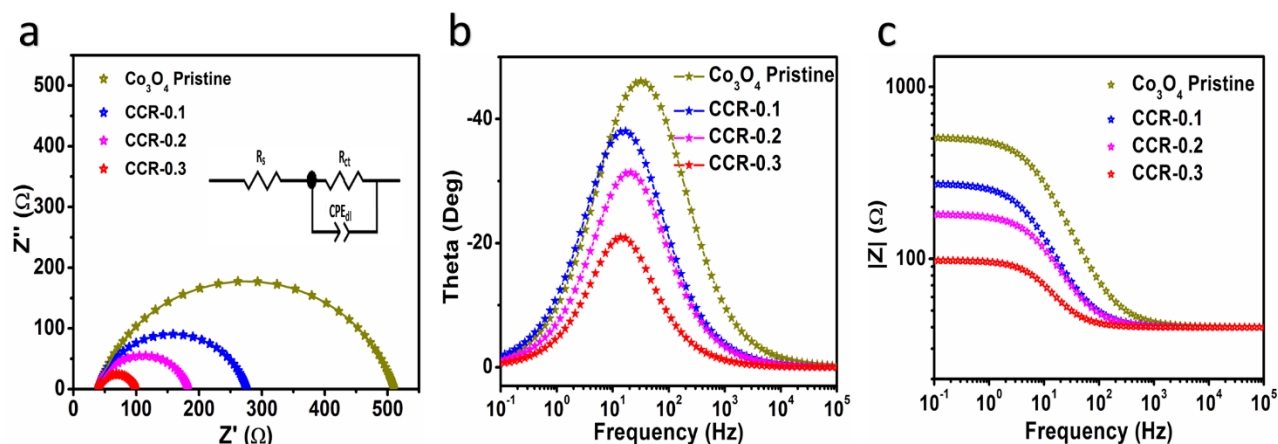 a
500
400
300
200
100
0
Z'' (Ω)
Co₃O₄ Pristine
CCR-0.1
CCR-0.2
CCR-0.3
Rₛ
R꜀ₜ
CPE_dl
0 100 200 300 400 500
Z' (Ω)
b
-40
-20
0
Theta (Deg)
Co₃O₄ Pristine
CCR-0.1
CCR-0.2
CCR-0.3
10⁻¹ 10⁰ 10¹ 10² 10³ 10⁴ 10⁵
Frequency (Hz)
c
1000
100
|Z| (Ω)
Co₃O₄ Pristine
CCR-0.1
CCR-0.2
CCR-0.3
10⁻¹ 10⁰ 10¹ 10² 10³ 10⁴ 10⁵
Frequency (Hz)